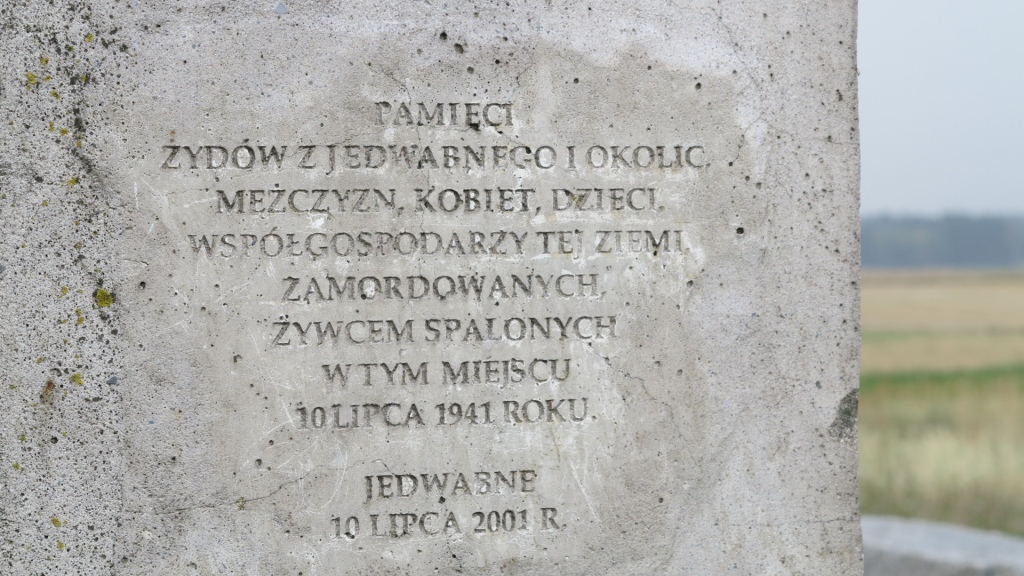 PAMIĘCI
ŻYDÓW Z JEDWABNEGO I OKOLIC,
MĘŻCZYZN, KOBIET, DZIECI,
WSPÓŁGOSPODARZY TEJ ZIEMI,
ZAMORDOWANYCH,
ŻYWCEM SPALONYCH
W TYM MIEJSCU
10 LIPCA 1941 ROKU.
JEDWABNE
10 LIPCA 2001 R.